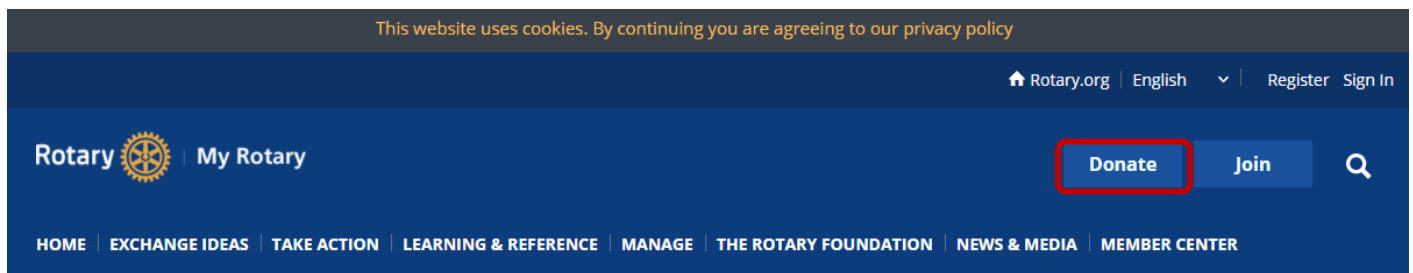 This website uses cookies. By continuing you are agreeing to our privacy policy
Rotary.org English Register Sign In
Rotary My Rotary
Donate Join
HOME EXCHANGE IDEAS TAKE ACTION LEARNING & REFERENCE MANAGE THE ROTARY FOUNDATION NEWS & MEDIA MEMBER CENTER